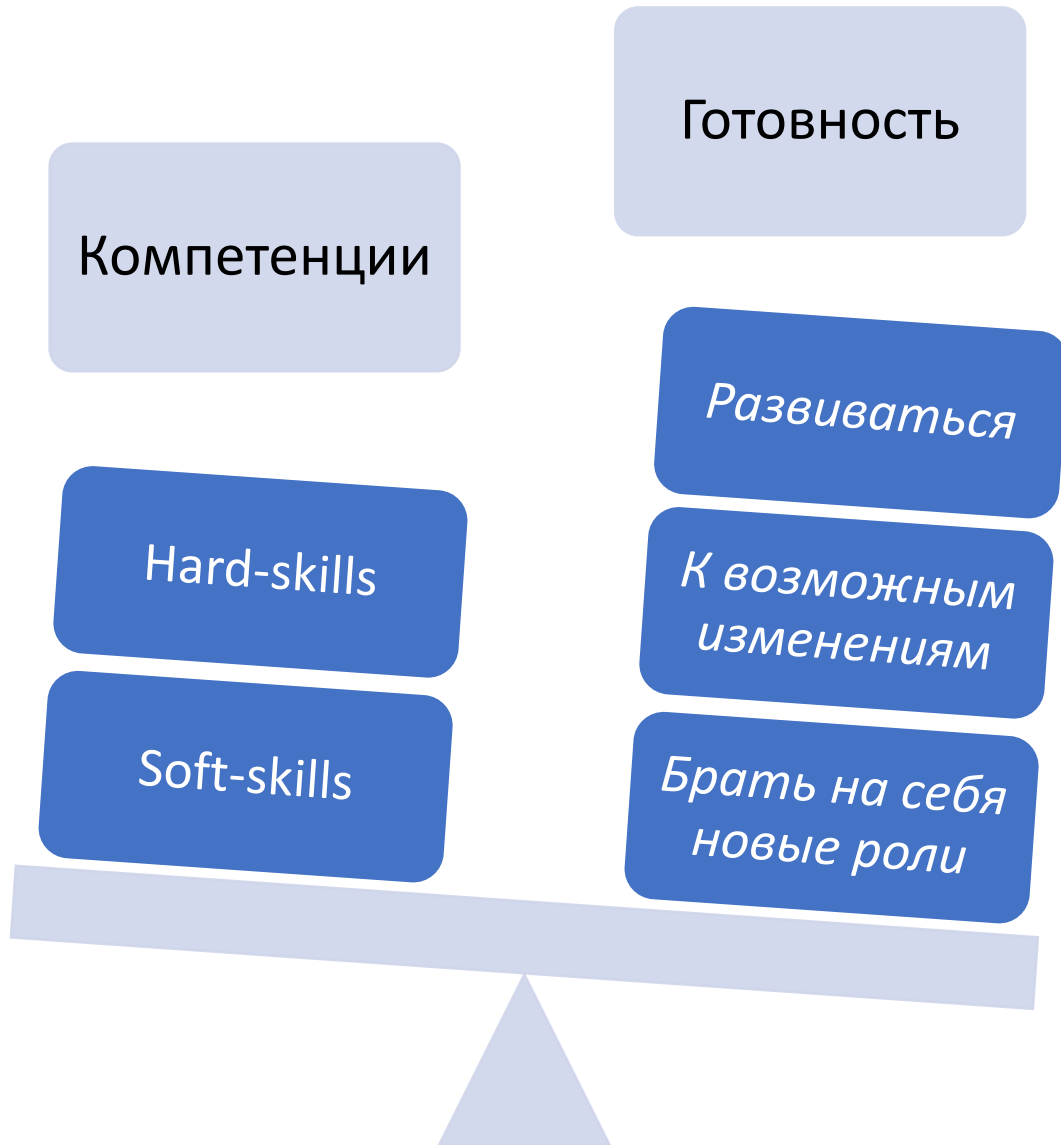 Готовность
Компетенции
Развиваться
Hard-skills
К возможным
изменениям
Soft-skills
Брать на себя
новые роли